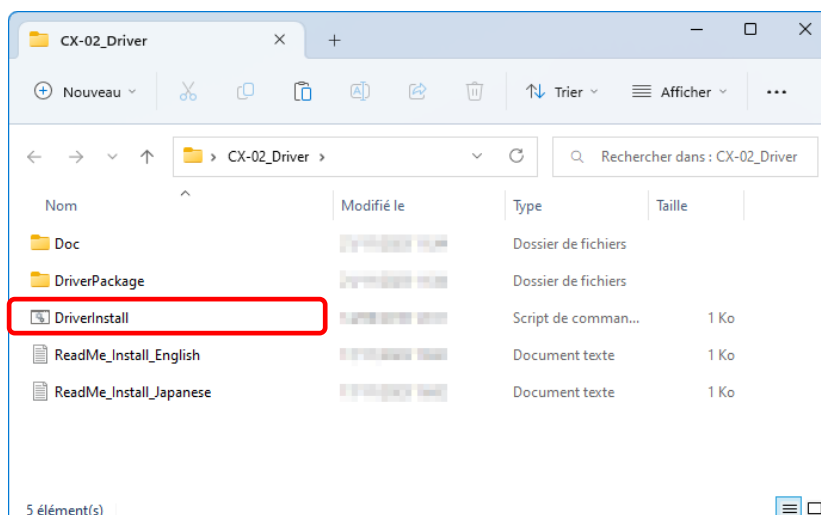 CX-02_Driver
Nouveau
Trier
Afficher
CX-02_Driver
Rechercher dans : CX-02_Driver
Nom Modifié le Type Taille
Doc Dossier de fichiers
DriverPackage Dossier de fichiers
DriverInstall Script de comman... 1 Ko
ReadMe_Install_English Document texte 1 Ko
ReadMe_Install_Japanese Document texte 1 Ko
5 élément(s)